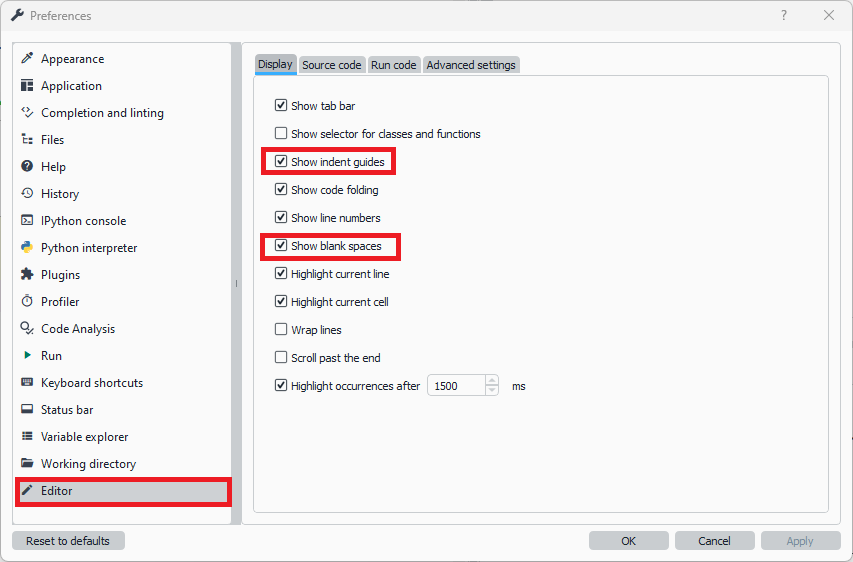 Preferences
?
Appearance
Application
Completion and linting
Files
Help
History
IPython console
Python interpreter
Plugins
Profiler
Code Analysis
Run
Keyboard shortcuts
Status bar
Variable explorer
Working directory
Editor
Display Source code Run code Advanced settings
Show tab bar
Show selector for classes and functions
Show indent guides
Show code folding
Show line numbers
Show blank spaces
Highlight current line
Highlight current cell
Wrap lines
Scroll past the end
Highlight occurrences after 1500 ms
Reset to defaults OK Cancel Apply